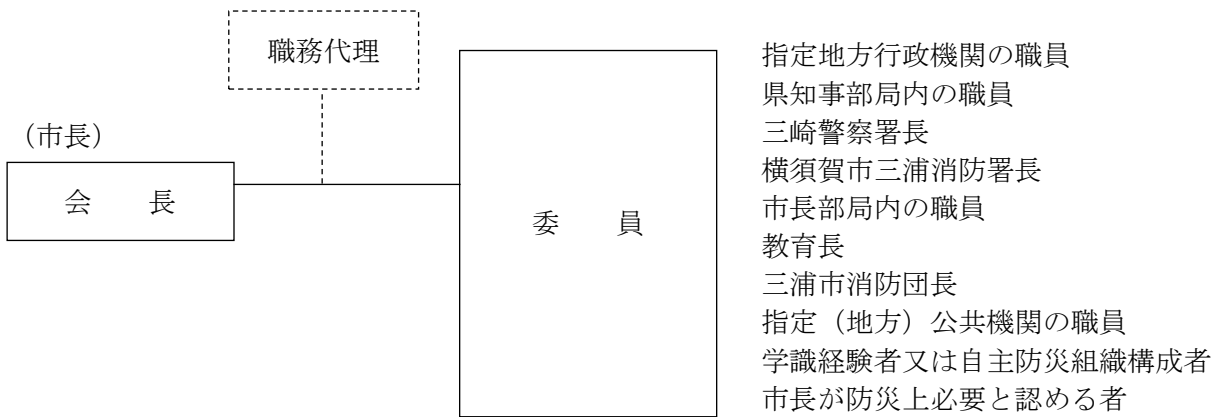 職務代理
(市長)
会　　長
委　　員
指定地方行政機関の職員
県知事部局内の職員
三崎警察署長
横須賀市三浦消防署長
市長部局内の職員
教育長
三浦市消防団長
指定（地方）公共機関の職員
学識経験者又は自主防災組織構成者
市長が防災上必要と認める者